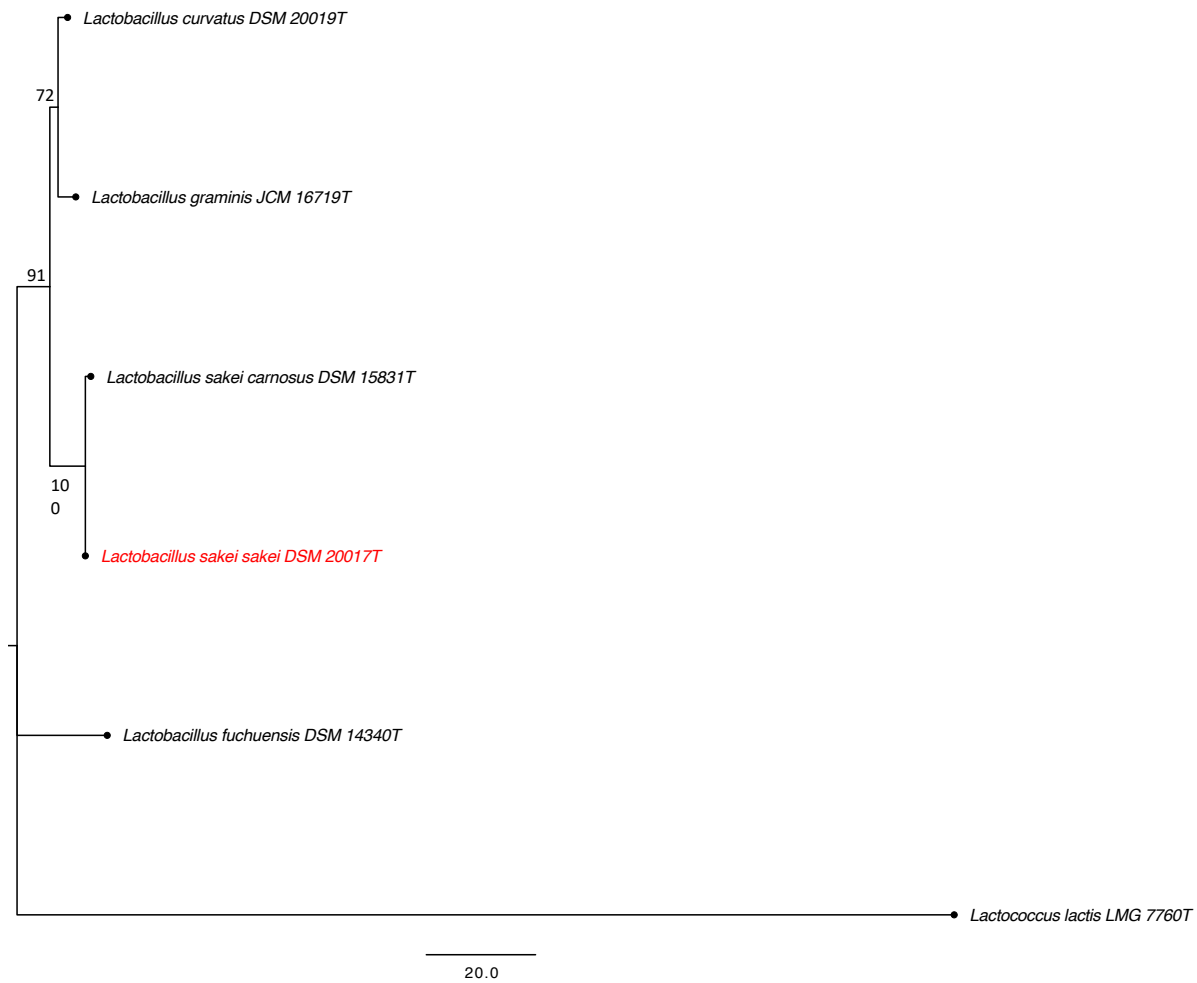 Lactobacillus curvatus DSM 20019T
72
Lactobacillus graminis JCM 16719T
91
Lactobacillus sakei carnosus DSM 15831T
10
0
Lactobacillus sakei sakei DSM 20017T
Lactobacillus fuchuensis DSM 14340T
Lactococcus lactis LMG 7760T
20.0